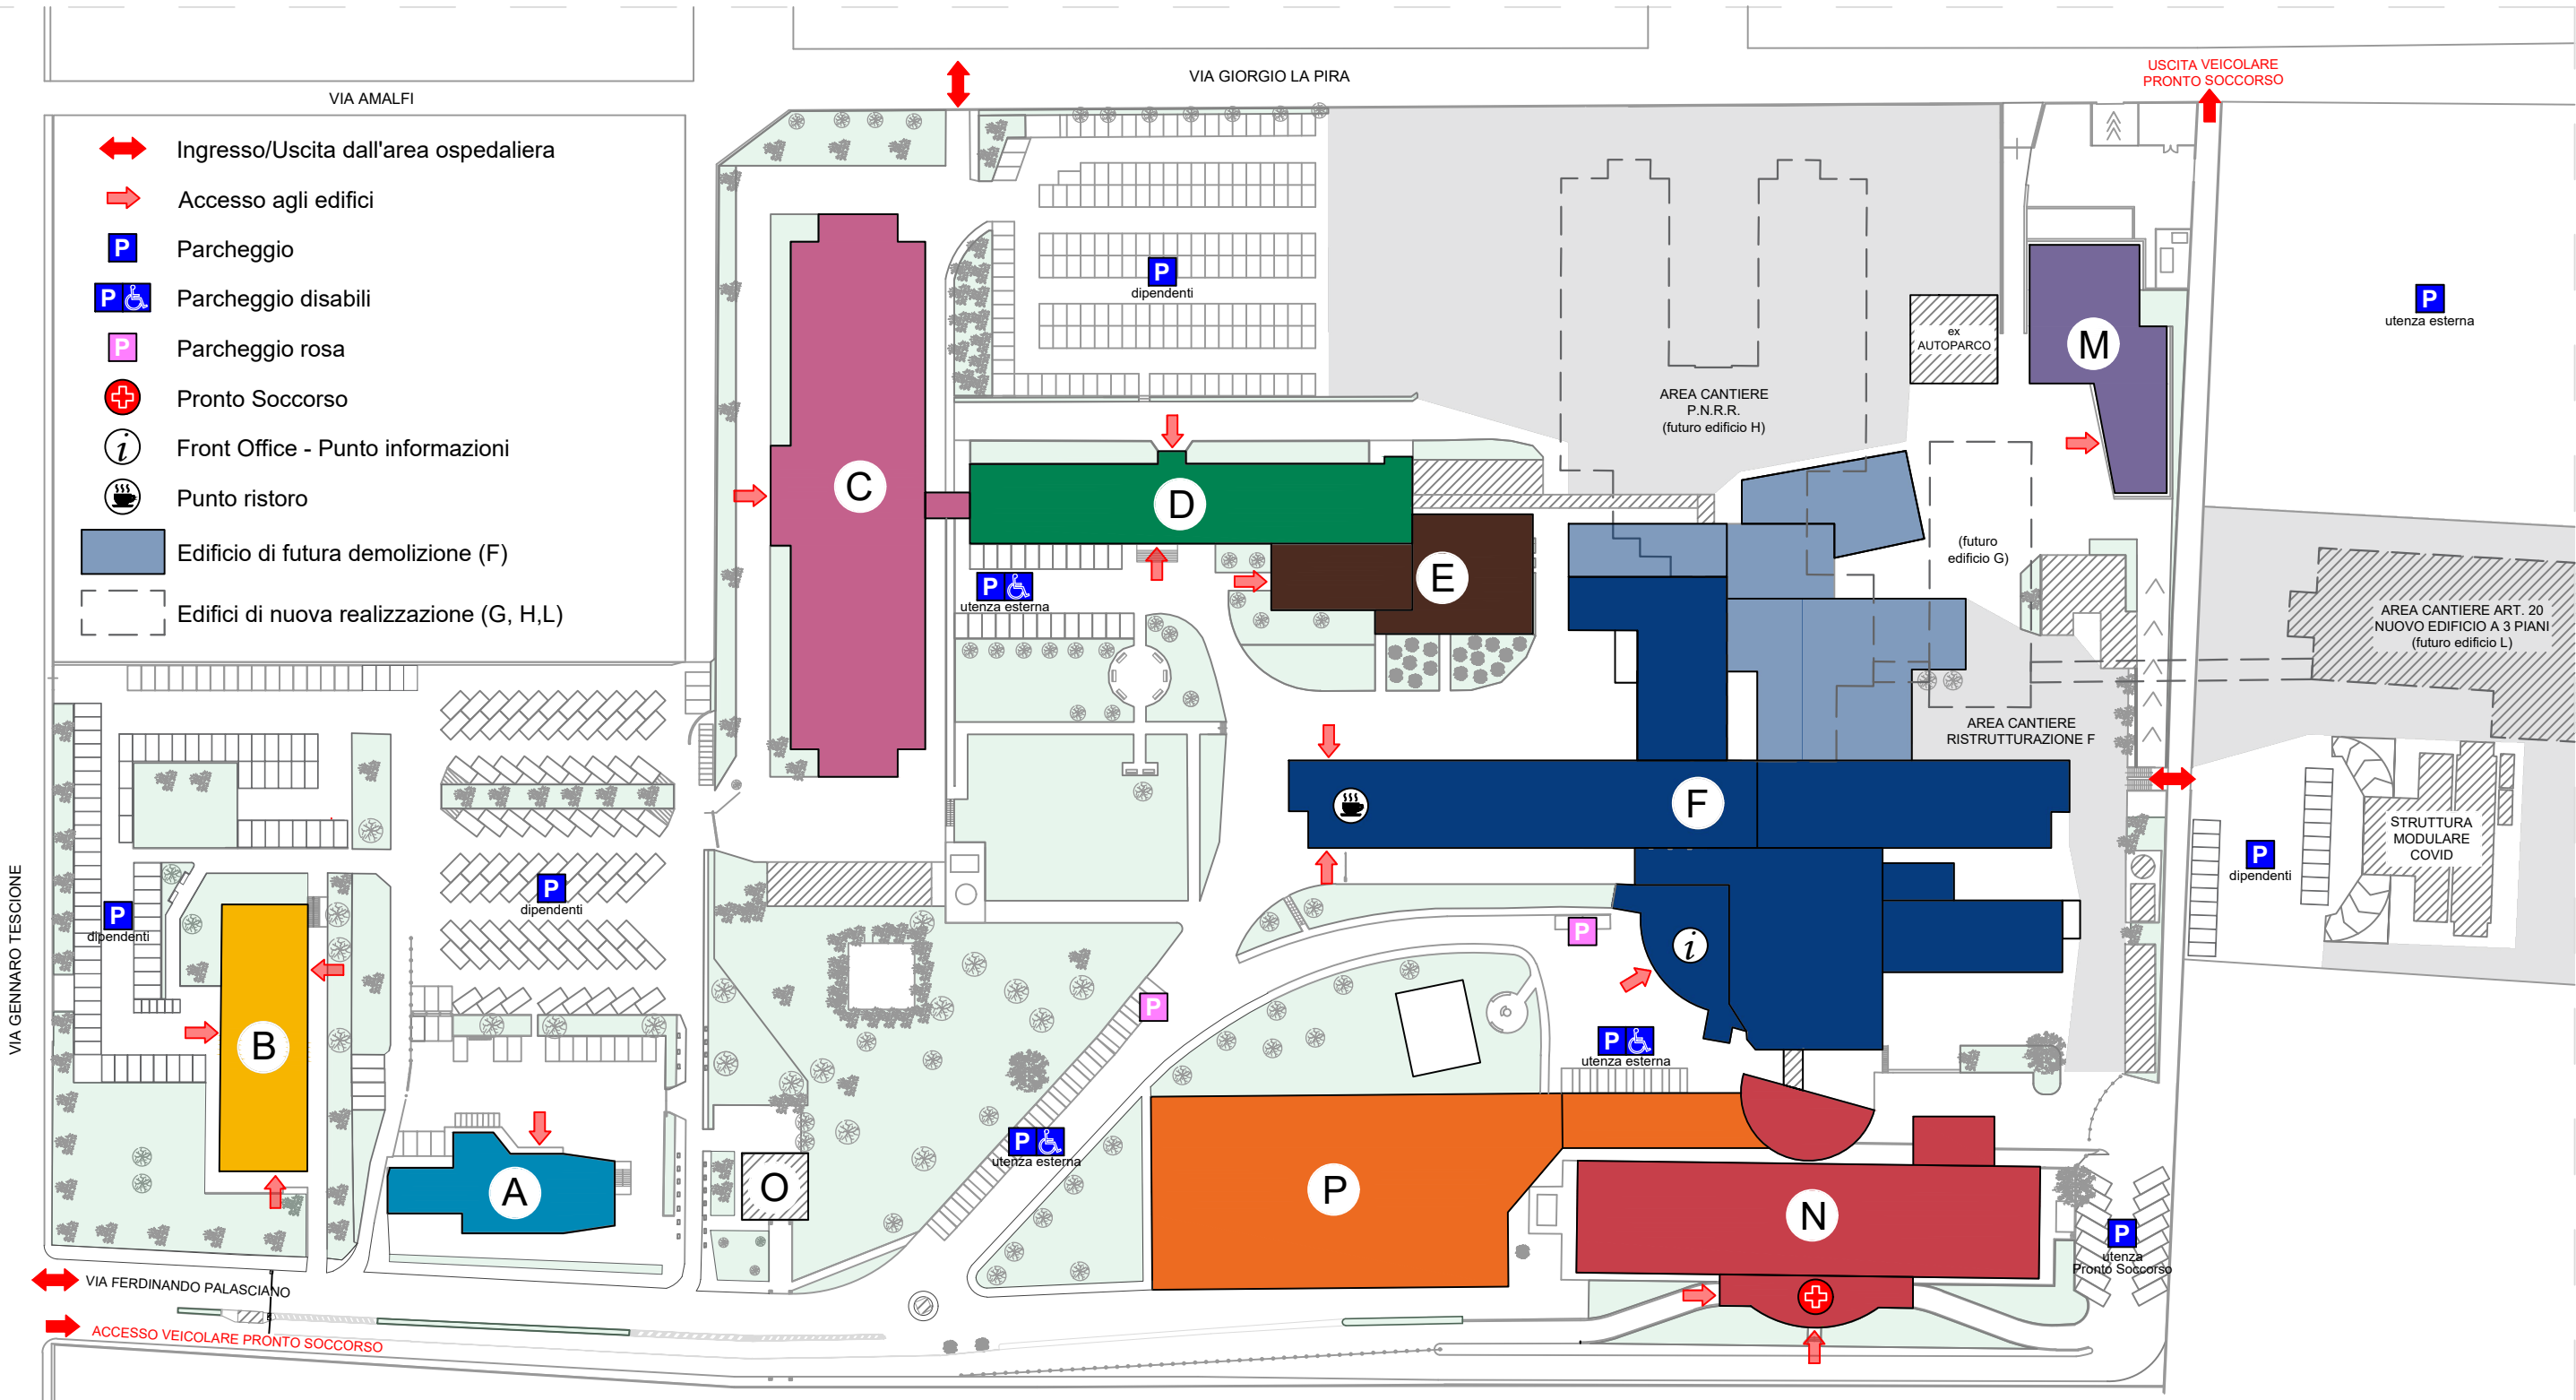 VIA GIORGIO LA PIRA
USCITA VEICOLARE
PRONTO SOCCORSO
VIA AMALFI
Ingresso/Uscita dall'area ospedaliera
Accesso agli edifici
P
Parcheggio
P
Parcheggio disabili
P
Parcheggio rosa
Pronto Soccorso
i
Front Office - Punto informazioni
Punto ristoro
Edificio di futura demolizione (F)
Edifici di nuova realizzazione (G, H,L)
P
dipendenti
P
utenza esterna
ex
AUTOPARCO
M
AREA CANTIERE
P.N.R.R.
(futuro edificio H)
C
D
E
P
utenza esterna
(futuro
edificio G)
AREA CANTIERE ART. 20
NUOVO EDIFICIO A 3 PIANI
(futuro edificio L)
AREA CANTIERE
RISTRUTTURAZIONE F
F
STRUTTURA
MODULARE
COVID
P
dipendenti
P
dipendenti
P
dipendenti
VIA GENNARO TESCIONE
P
i
P
B
P
utenza esterna
P
utenza esterna
A
O
P
N
P
utenza
Pronto Soccorso
VIA FERDINANDO PALASCIANO
ACCESSO VEICOLARE PRONTO SOCCORSO